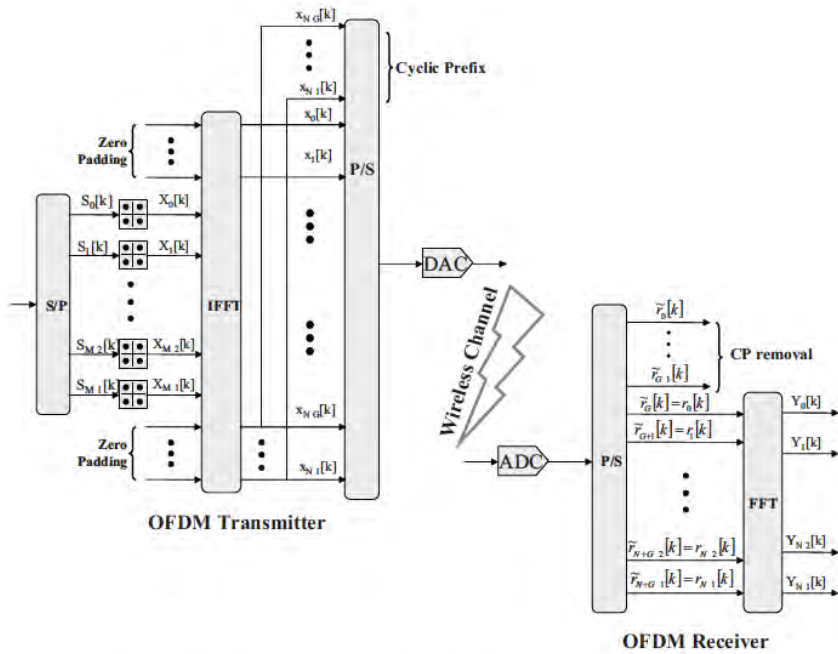 x_{N G}[k]
Cyclic Prefix
x_{N 1}[k]
x_0[k]
Zero
Padding
x_1[k]
P/S
S_0[k] X_0[k]
S_1[k] X_1[k]
S/P
IFFT
DAC
S_{M 2}[k] X_{M 2}[k]
S_{M 1}[k] X_{M 1}[k]
Zero
Padding
x_{N G}[k]
x_{N 1}[k]
OFDM Transmitter
Wireless Channel
r̃_0[k]
CP removal
r̃_{G 1}[k]
r̃_G[k]=r_0[k] Y_0[k]
r̃_{G+1}[k]=r_1[k] Y_1[k]
ADC
P/S
FFT
r̃_{N+G 2}[k]=r_{N 2}[k] Y_{N 2}[k]
r̃_{N+G 1}[k]=r_{N 1}[k] Y_{N 1}[k]
OFDM Receiver